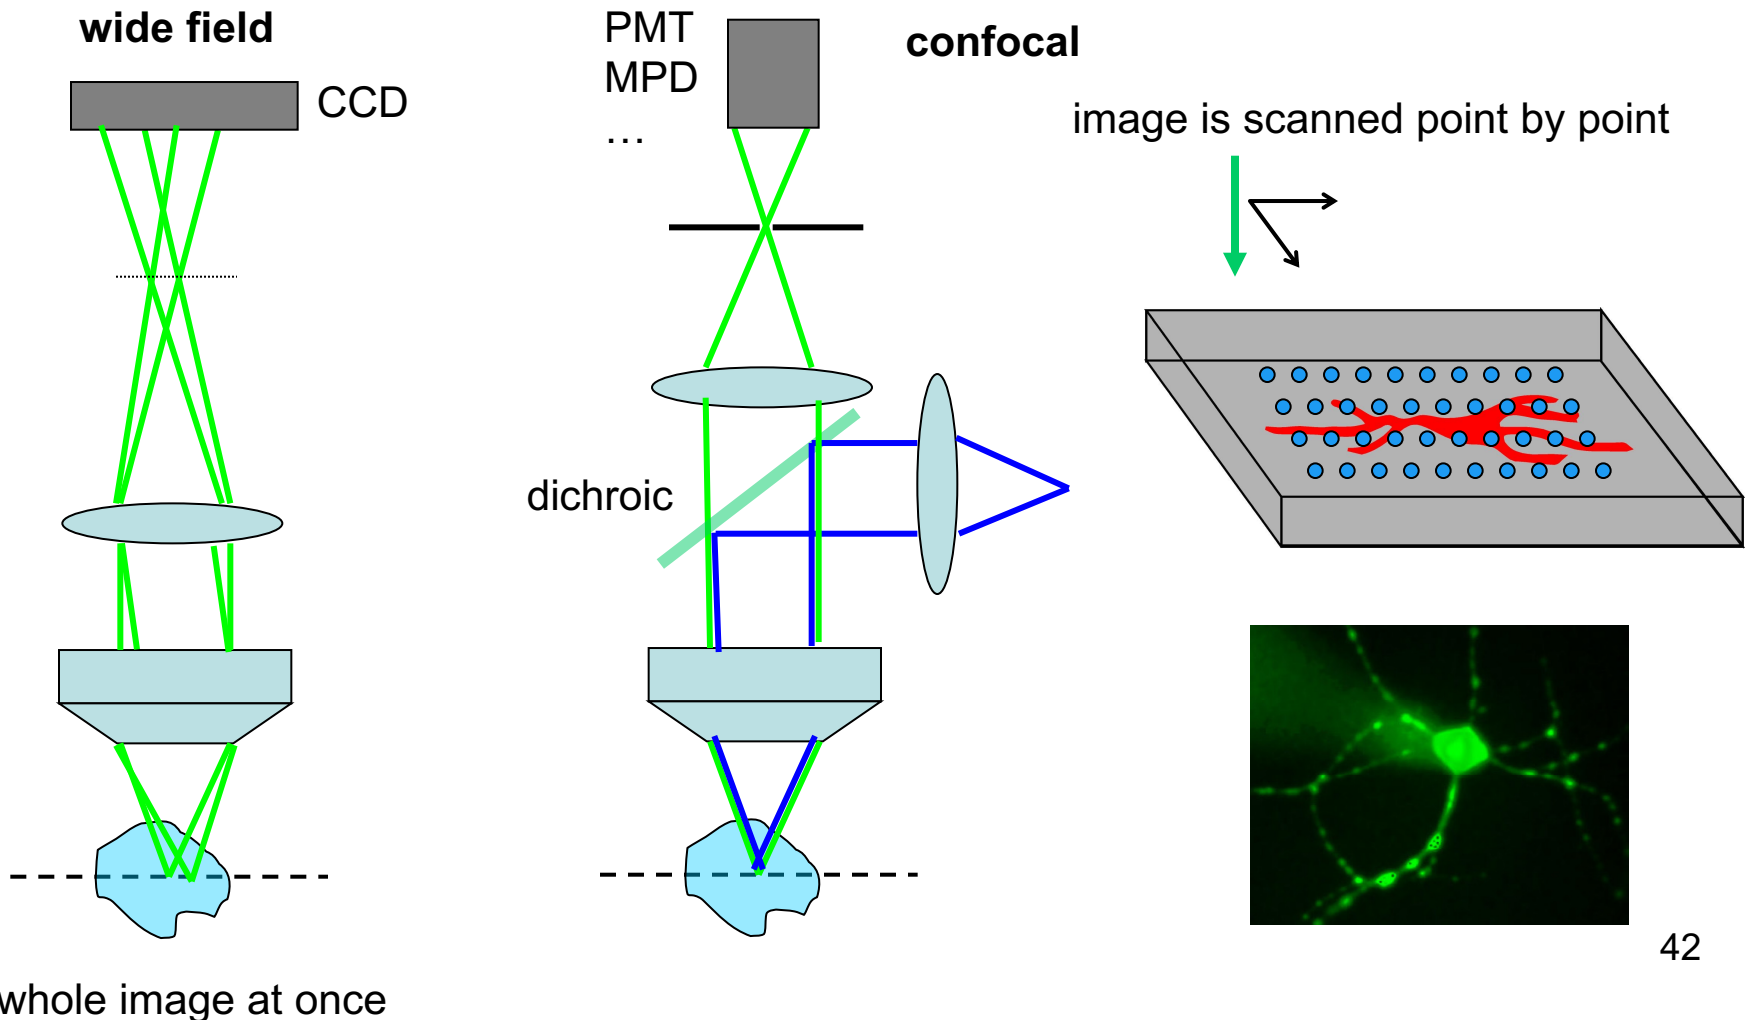 wide field
CCD
PMT
MPD
…
confocal
image is scanned point by point
dichroic
42
whole image at once